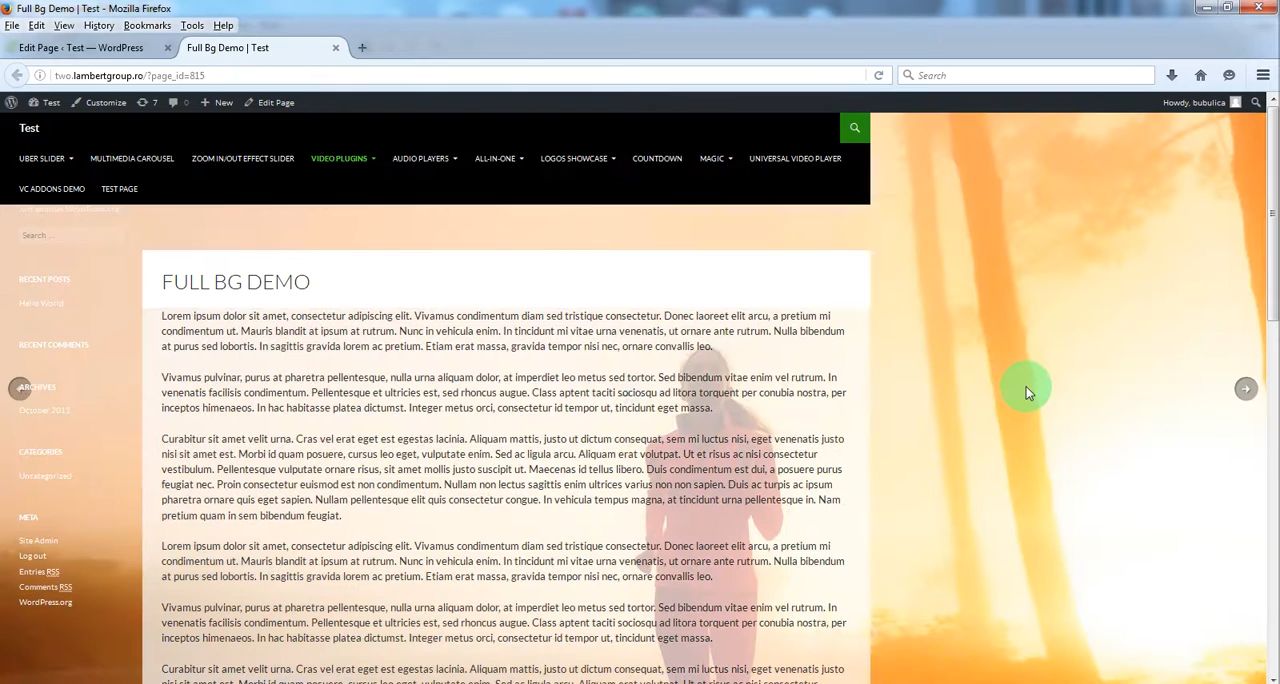 Full Bg Demo | Test - Mozilla Firefox
File Edit View History Bookmarks Tools Help
Edit Page ‹ Test — WordPress
Full Bg Demo | Test
two.lambertgroup.ro/?page_id=815
Search
Test Customize 7 0 New Edit Page
Howdy, bubulica
Test
UBER SLIDER MULTIMEDIA CAROUSEL ZOOM IN/OUT EFFECT SLIDER VIDEO PLUGINS AUDIO PLAYERS ALL-IN-ONE LOGOS SHOWCASE COUNTDOWN MAGIC UNIVERSAL VIDEO PLAYER
VC ADDONS DEMO TEST PAGE
Search ...
RECENT POSTS
RECENT COMMENTS
ARCHIVES
October 2013
CATEGORIES
Uncategorized
META
Site Admin
Log out
Entries RSS
Comments RSS
WordPress.org
FULL BG DEMO
Lorem ipsum dolor sit amet, consectetur adipiscing elit. Vivamus condimentum diam sed tristique consectetur. Donec laoreet elit arcu, a pretium mi
condimentum ut. Mauris blandit at ipsum at rutrum. Nunc in vehicula enim. In tincidunt mi vitae urna venenatis, ut ornare ante rutrum. Nulla bibendum
at purus sed lobortis. In sagittis gravida lorem ac pretium. Etiam erat massa, gravida tempor nisi nec, ornare convallis leo.
Vivamus pulvinar, purus at pharetra pellentesque, nulla urna aliquam dolor, at imperdiet leo metus sed tortor. Sed bibendum vitae enim vel rutrum. In
venenatis facilisis condimentum. Pellentesque et ultricies est, sed rhoncus augue. Class aptent taciti sociosqu ad litora torquent per conubia nostra, per
inceptos himenaeos. In hac habitasse platea dictumst. Integer metus orci, consectetur id tempor ut, tincidunt eget massa.
Curabitur sit amet velit urna. Cras vel erat eget est egestas lacinia. Aliquam mattis, justo ut dictum consequat, sem mi luctus nisi, eget venenatis justo
nisi sit amet est. Morbi id quam posuere, cursus leo eget, vulputate enim. Sed ac ligula arcu. Aliquam erat volutpat. Ut et risus ac nisi consectetur
vestibulum. Pellentesque vulputate ornare risus, sit amet mollis justo suscipit ut. Maecenas id tellus libero. Duis condimentum est dui, a posuere purus
feugiat nec. Proin consectetur euismod est non condimentum. Nullam non lectus sagittis enim ultrices varius non non sapien. Duis ac turpis ac ipsum
pharetra ornare quis eget sapien. Nullam pellentesque elit quis consectetur congue. In vehicula tempus magna, at tincidunt urna pellentesque in. Nam
pretium quam in sem bibendum feugiat.
Lorem ipsum dolor sit amet, consectetur adipiscing elit. Vivamus condimentum diam sed tristique consectetur. Donec laoreet elit arcu, a pretium mi
condimentum ut. Mauris blandit at ipsum at rutrum. Nunc in vehicula enim. In tincidunt mi vitae urna venenatis, ut ornare ante rutrum. Nulla bibendum
at purus sed lobortis. In sagittis gravida lorem ac pretium. Etiam erat massa, gravida tempor nisi nec, ornare convallis leo.
Vivamus pulvinar, purus at pharetra pellentesque, nulla urna aliquam dolor, at imperdiet leo metus sed tortor. Sed bibendum vitae enim vel rutrum. In
venenatis facilisis condimentum. Pellentesque et ultricies est, sed rhoncus augue. Class aptent taciti sociosqu ad litora torquent per conubia nostra, per
inceptos himenaeos. In hac habitasse platea dictumst. Integer metus orci, consectetur id tempor ut, tincidunt eget massa.
Curabitur sit amet velit urna. Cras vel erat eget est egestas lacinia. Aliquam mattis, justo ut dictum consequat, sem mi luctus nisi, eget venenatis justo